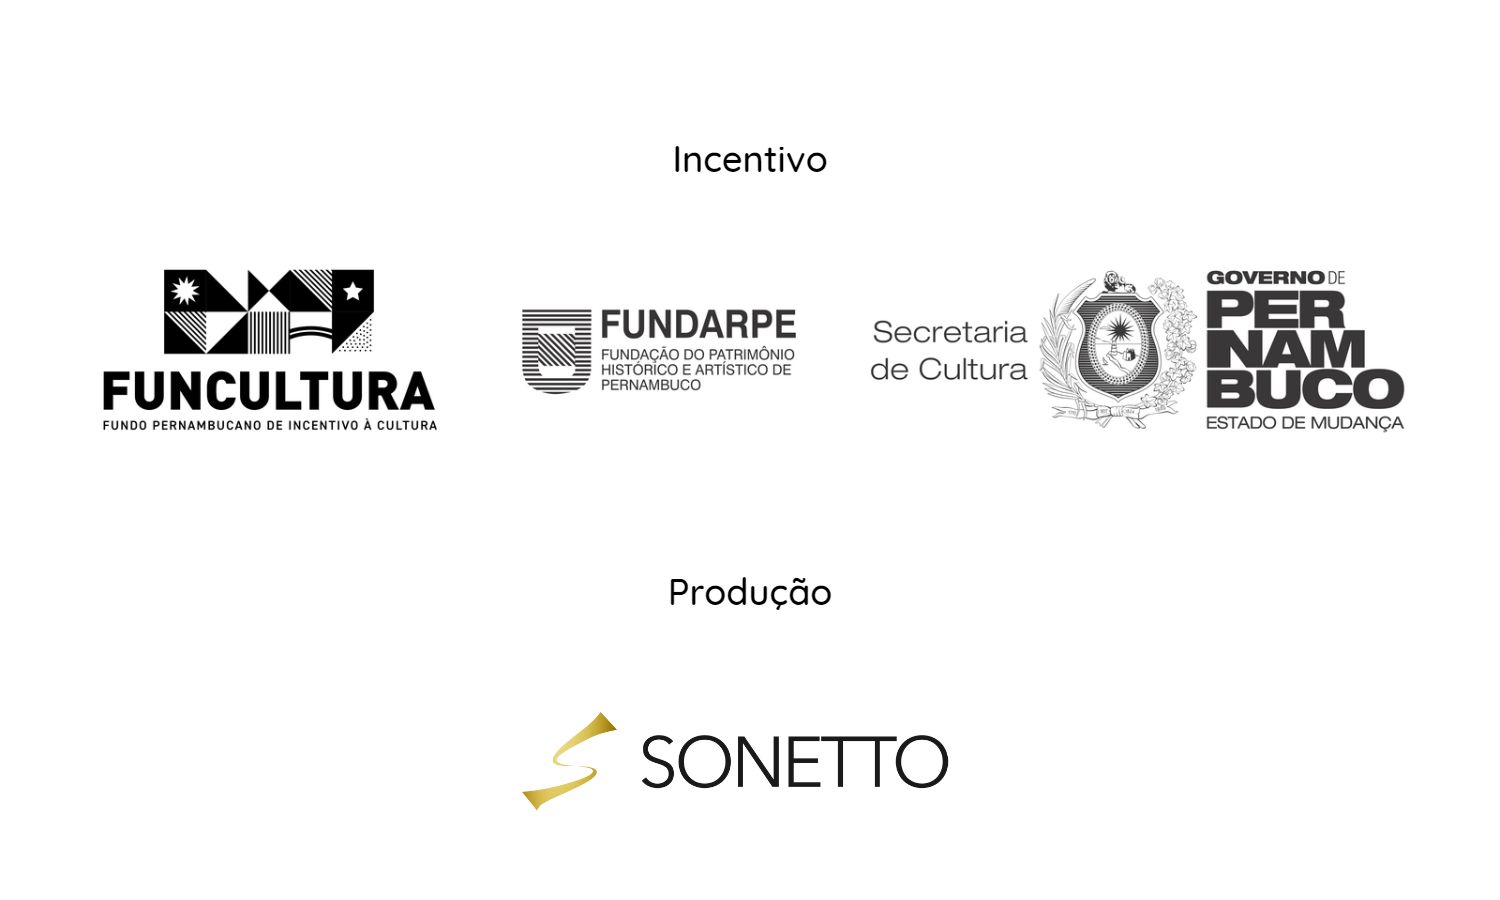 Incentivo
FUNCULTURA
FUNDO PERNAMBUCANO DE INCENTIVO À CULTURA
FUNDARPE
FUNDAÇÃO DO PATRIMÔNIO
HISTÓRICO E ARTÍSTICO DE
PERNAMBUCO
Secretaria
de Cultura
GOVERNO DE
PER
NAM
BUCO
ESTADO DE MUDANÇA
Produção
SONETTO